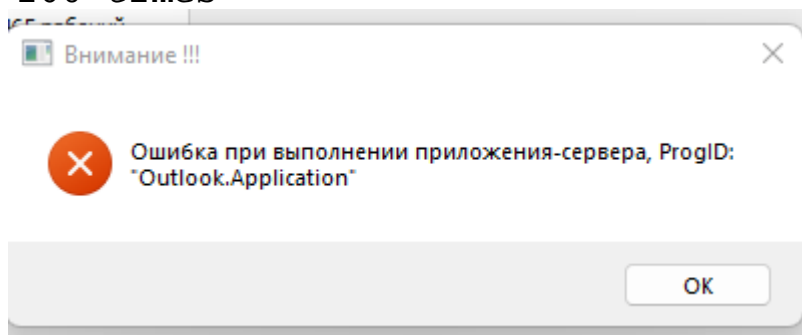 Внимание !!!
Ошибка при выполнении приложения-сервера, ProgID:
"Outlook.Application"
OK